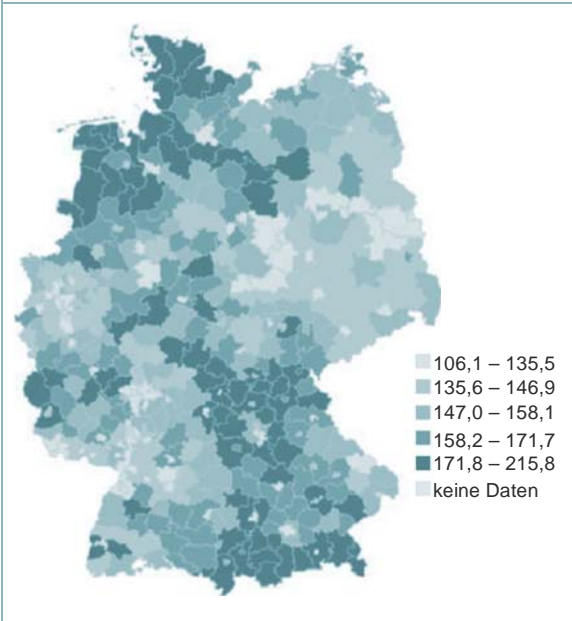 106,1 – 135,5
135,6 – 146,9
147,0 – 158,1
158,2 – 171,7
171,8 – 215,8
keine Daten